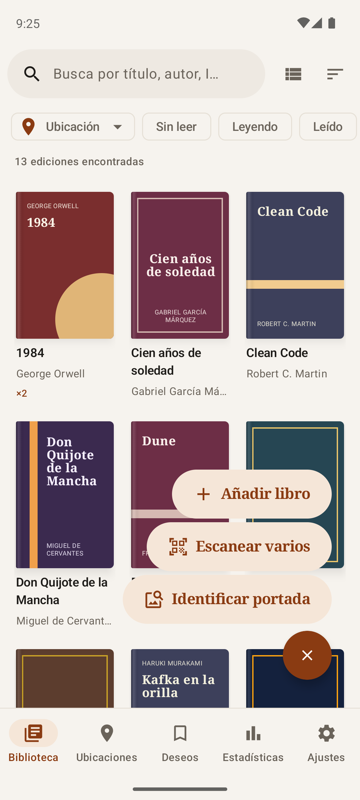 9:25
Busca por título, autor, I…
Ubicación
Sin leer
Leyendo
Leído
13 ediciones encontradas
GEORGE ORWELL
1984
Cien años
de soledad
GABRIEL GARCÍA
MÁRQUEZ
Clean Code
ROBERT C. MARTIN
1984
George Orwell
×2
Cien años de
soledad
Gabriel García Má…
Clean Code
Robert C. Martin
Don
Quijote
de la
Mancha
MIGUEL DE
CERVANTES
Dune
Añadir libro
Escanear varios
Identificar portada
Don Quijote de la
Mancha
Miguel de Cervant…
HARUKI MURAKAMI
Kafka en la
orilla
Biblioteca
Ubicaciones
Deseos
Estadísticas
Ajustes